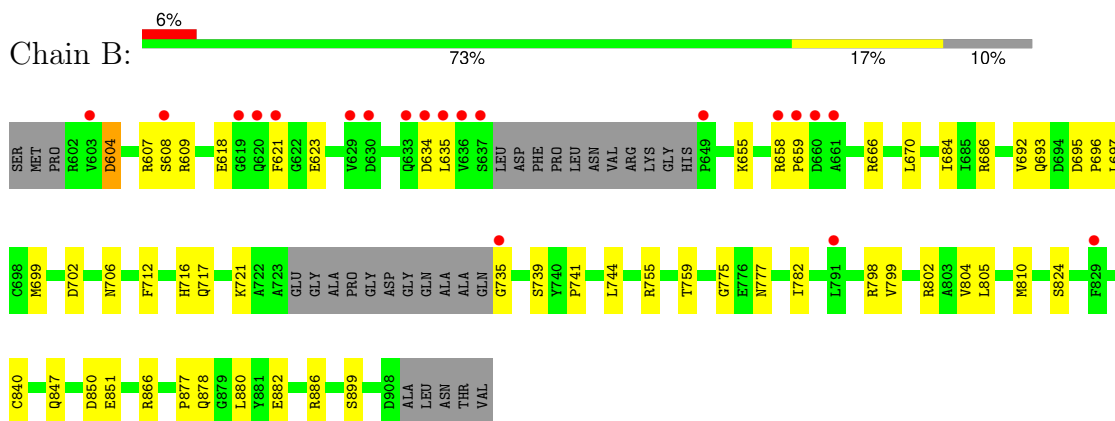 6%
Chain B:
73% 17% 10%
SER MET PRO R602 V603 D604 R607 S608 R609 E618 G619 Q620 F621 G622 E623 V629 D630 Q633 D634 L635 V636 S637 LEU ASP PHE PRO LEU ASN VAL ARG LYS GLY HIS P649 K655 R658 P659 D660 A661 R666 L670 I684 I685 R686 V692 Q693 D694 D695 P696 L697
C698 M699 D702 N706 F712 H716 Q717 K721 A722 A723 GLU GLY ALA PRO GLY ASP GLY GLN ALA ALA GLN G735 S739 Y740 P741 L744 R755 T759 G775 E776 N777 I782 L791 R798 V799 R802 A803 V804 L805 M810 S824 F829
C840 Q847 D850 E851 R866 P877 Q878 G879 L880 Y881 E882 R886 S899 D908 ALA LEU ASN THR VAL